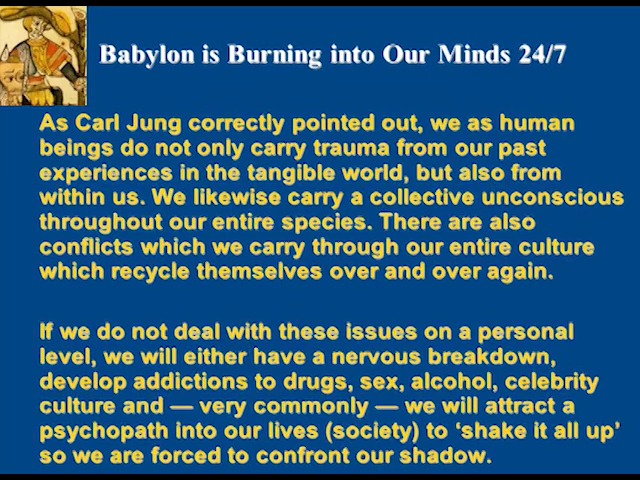 Babylon is Burning into Our Minds 24/7
As Carl Jung correctly pointed out, we as human
beings do not only carry trauma from our past
experiences in the tangible world, but also from
within us. We likewise carry a collective unconscious
throughout our entire species. There are also
conflicts which we carry through our entire culture
which recycle themselves over and over again.
If we do not deal with these issues on a personal
level, we will either have a nervous breakdown,
develop addictions to drugs, sex, alcohol, celebrity
culture and — very commonly — we will attract a
psychopath into our lives (society) to ‘shake it all up’
so we are forced to confront our shadow.